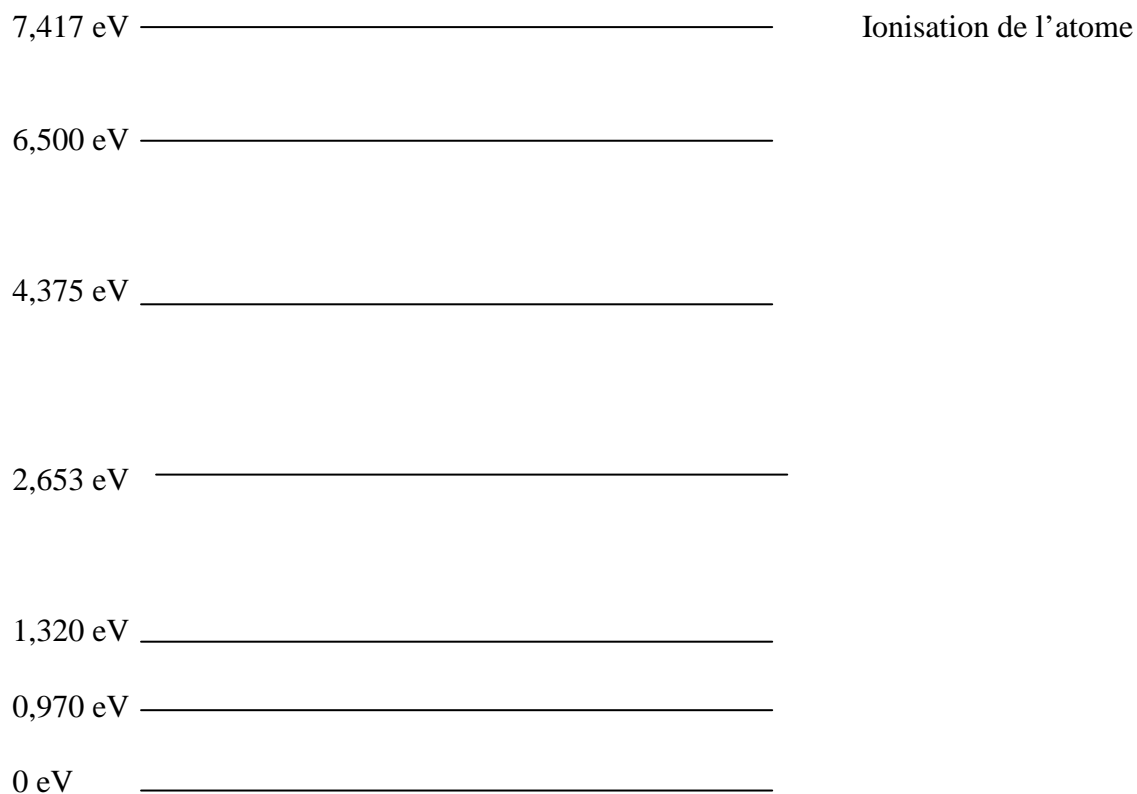 7,417 eV Ionisation de l’atome
6,500 eV
4,375 eV
2,653 eV
1,320 eV
0,970 eV
0 eV